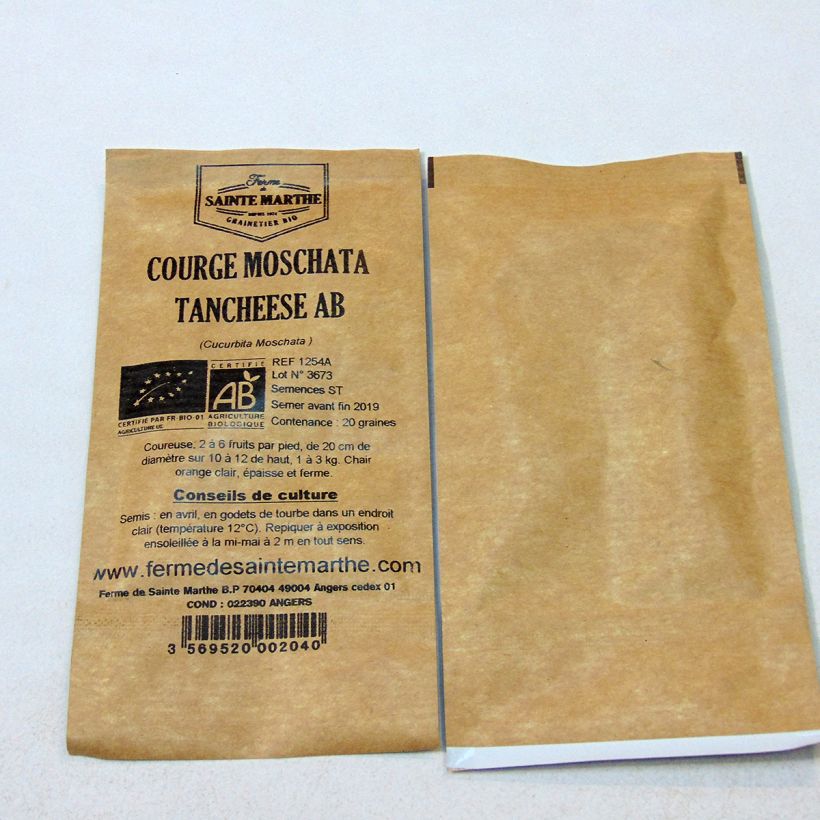 Ferme
de
SAINTE MARTHE
DEPUIS 1974
GRAINETIER BIO
COURGE MOSCHATA
TANCHEESE AB
(Cucurbita Moschata )
CERTIFIÉ
AB
AGRICULTURE
BIOLOGIQUE
CERTIFIÉ PAR FR-BIO-01
AGRICULTURE UE
REF 1254A
Lot N° 3673
Semences ST
Semer avant fin 2019
Contenance : 20 graines
Coureuse, 2 à 6 fruits par pied, de 20 cm de
diamètre sur 10 à 12 de haut, 1 à 3 kg. Chair
orange clair, épaisse et ferme.
Conseils de culture
Semis : en avril, en godets de tourbe dans un endroit
clair (température 12°C). Repiquer à exposition
ensoleillée à la mi-mai à 2 m en tout sens.
www.fermedesaintemarthe.com
Ferme de Sainte Marthe B.P 70404 49004 Angers cedex 01
COND : 022390 ANGERS
3 569520 002040